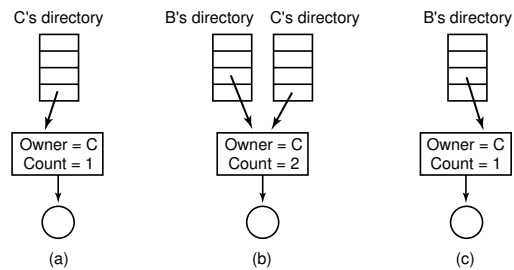 C's directory
B's directory C's directory
B's directory
Owner = C
Count = 1
Owner = C
Count = 2
Owner = C
Count = 1
(a)
(b)
(c)